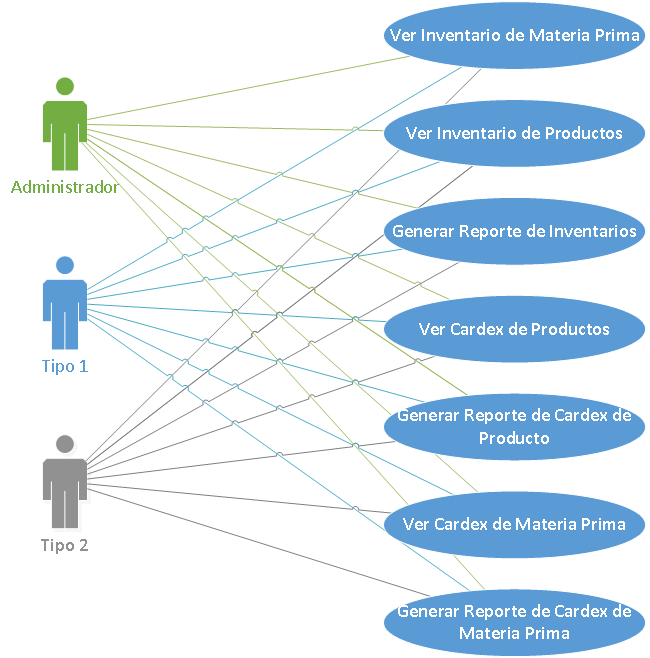 Ver Inventario de Materia Prima
Administrador
Ver Inventario de Productos
Generar Reporte de Inventarios
Tipo 1
Ver Cardex de Productos
Generar Reporte de Cardex de
Producto
Tipo 2
Ver Cardex de Materia Prima
Generar Reporte de Cardex de
Materia Prima